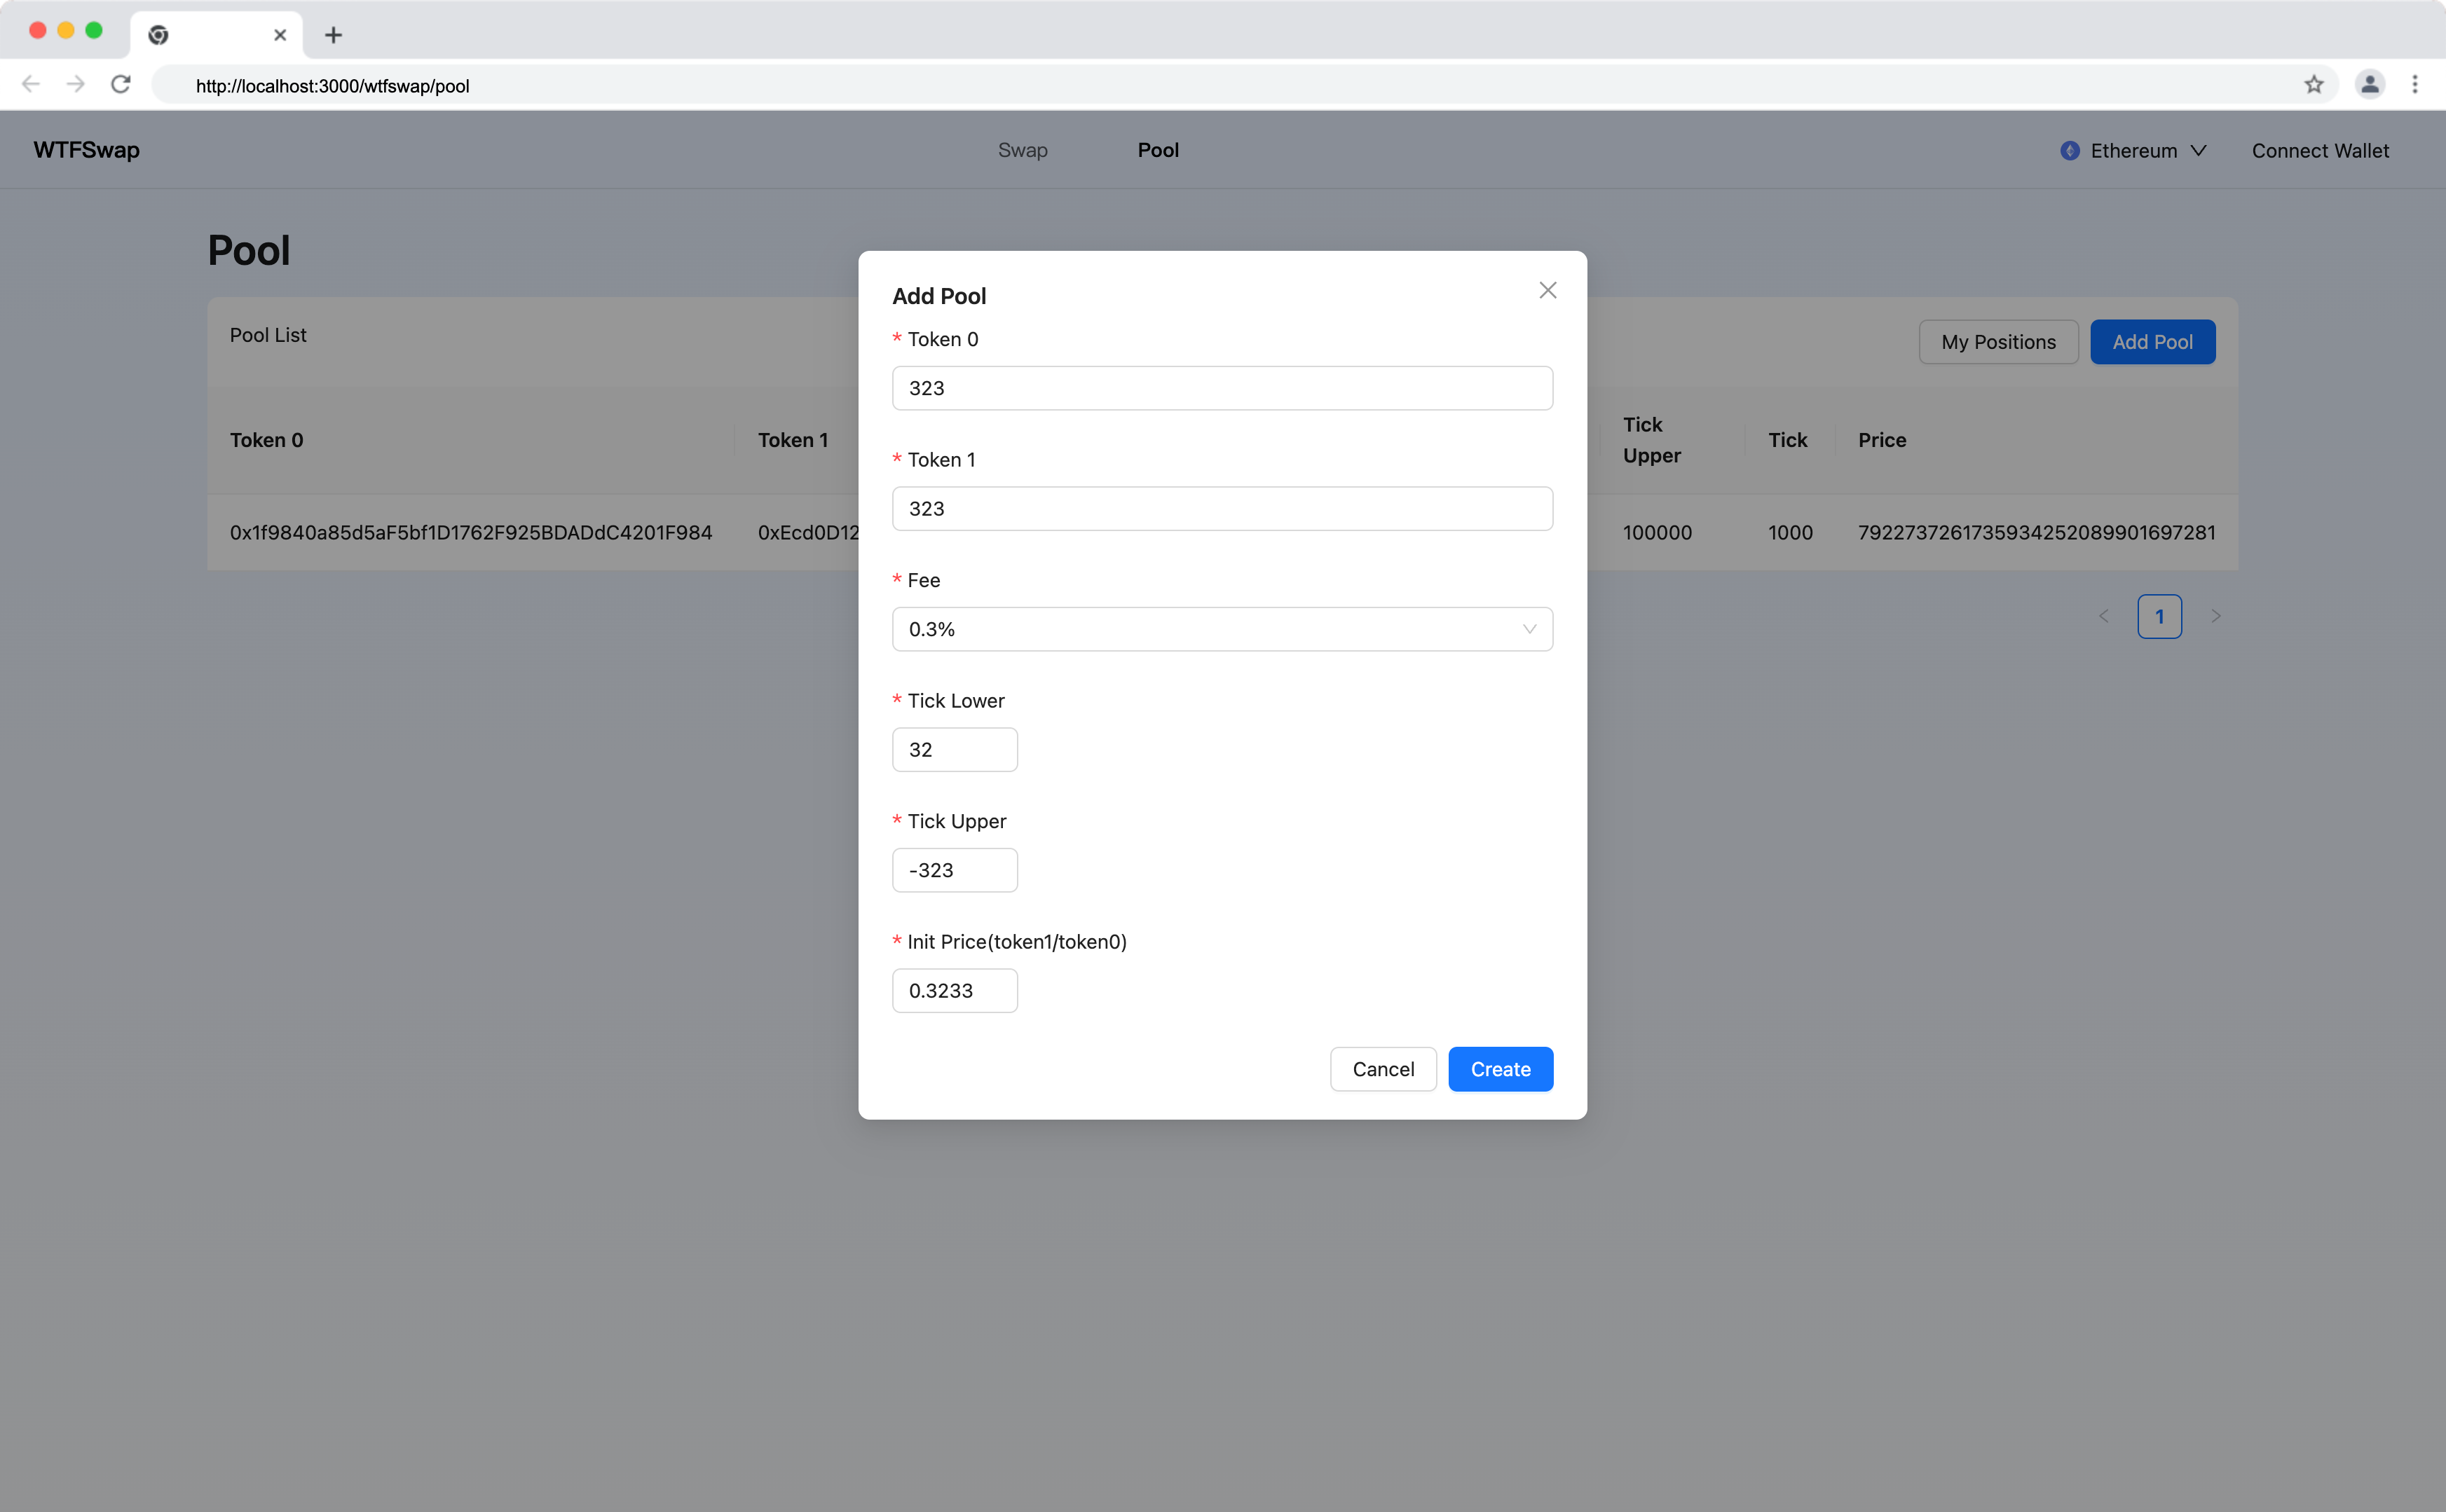 http://localhost:3000/wtfswap/pool
WTFSwap
Swap
Pool
Ethereum
Connect Wallet
Pool
Pool List
My Positions
Add Pool
Token 0
Token 1
Tick Upper
Tick
Price
0x1f9840a85d5aF5bf1D1762F925BDADdC4201F984
0xEcd0D12
100000
1000
7922737261735934252089901697281
1
Add Pool
* Token 0
323
* Token 1
323
* Fee
0.3%
* Tick Lower
32
* Tick Upper
-323
* Init Price(token1/token0)
0.3233
Cancel
Create